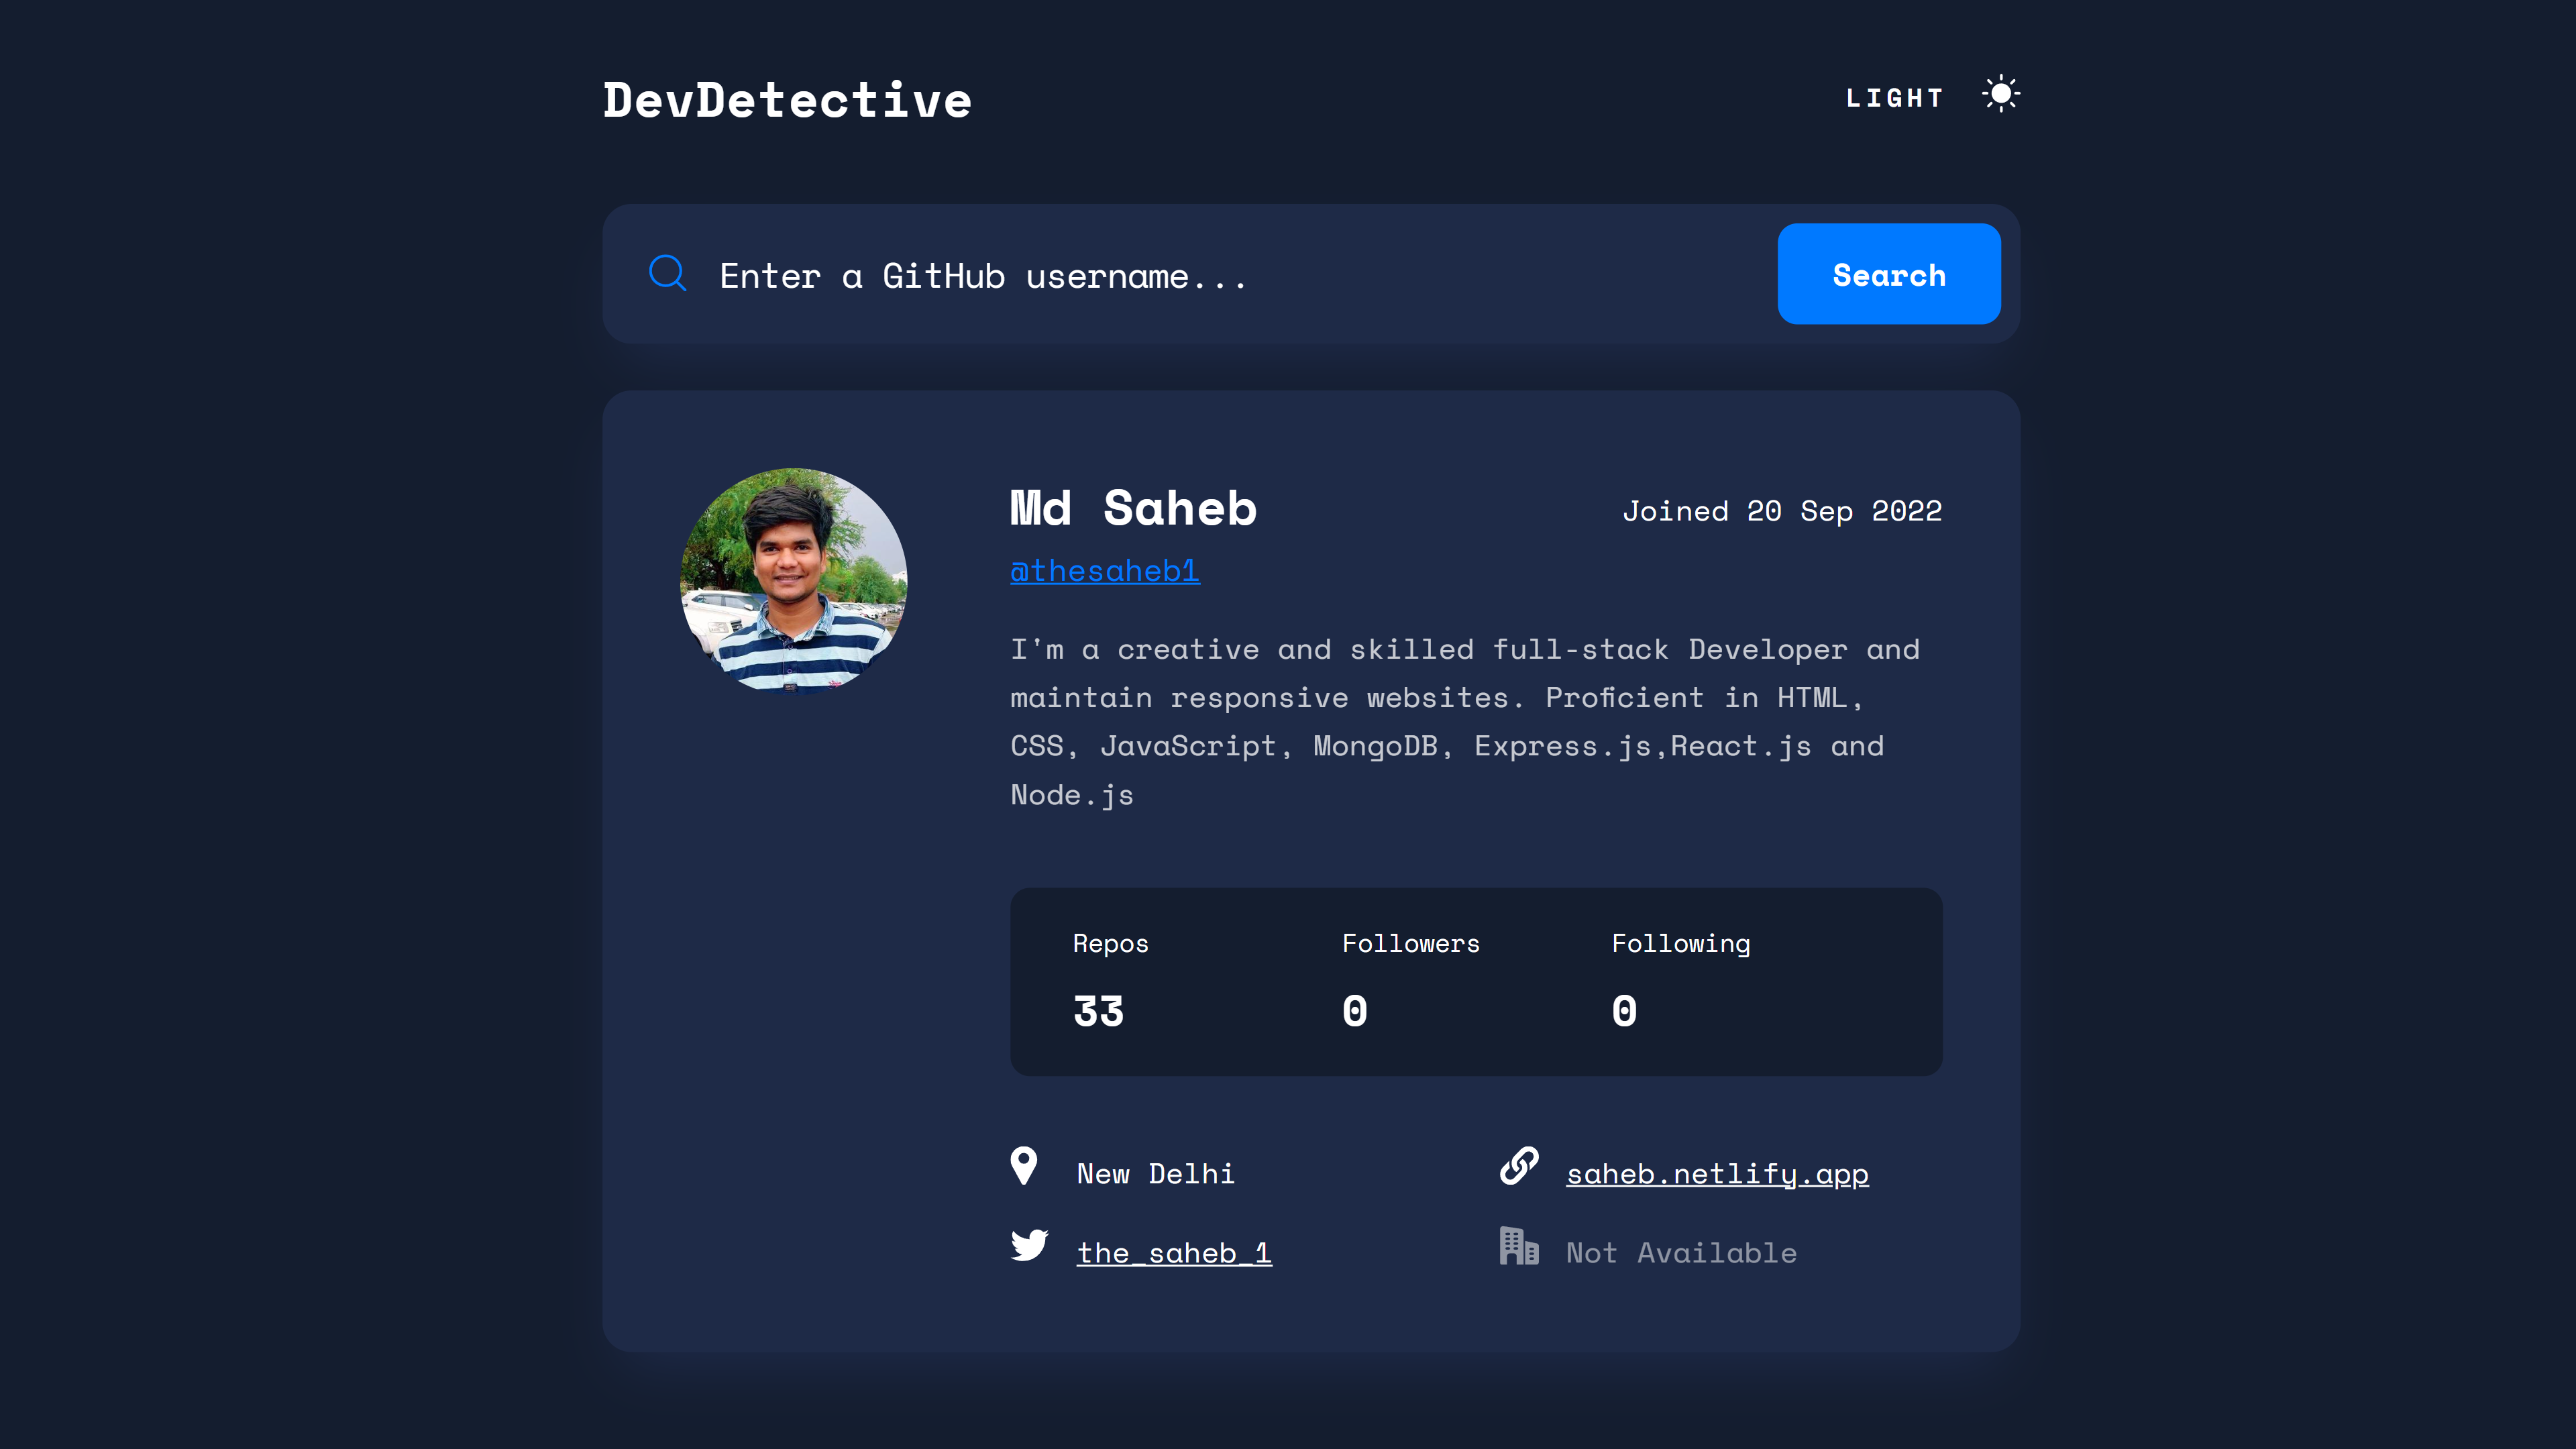 DevDetective
LIGHT
Enter a GitHub username...
Search
Md Saheb
Joined 20 Sep 2022
@thesaheb1
I'm a creative and skilled full-stack Developer and
maintain responsive websites. Proficient in HTML,
CSS, JavaScript, MongoDB, Express.js,React.js and
Node.js
Repos
Followers
Following
33
0
0
New Delhi
saheb.netlify.app
the_saheb_1
Not Available